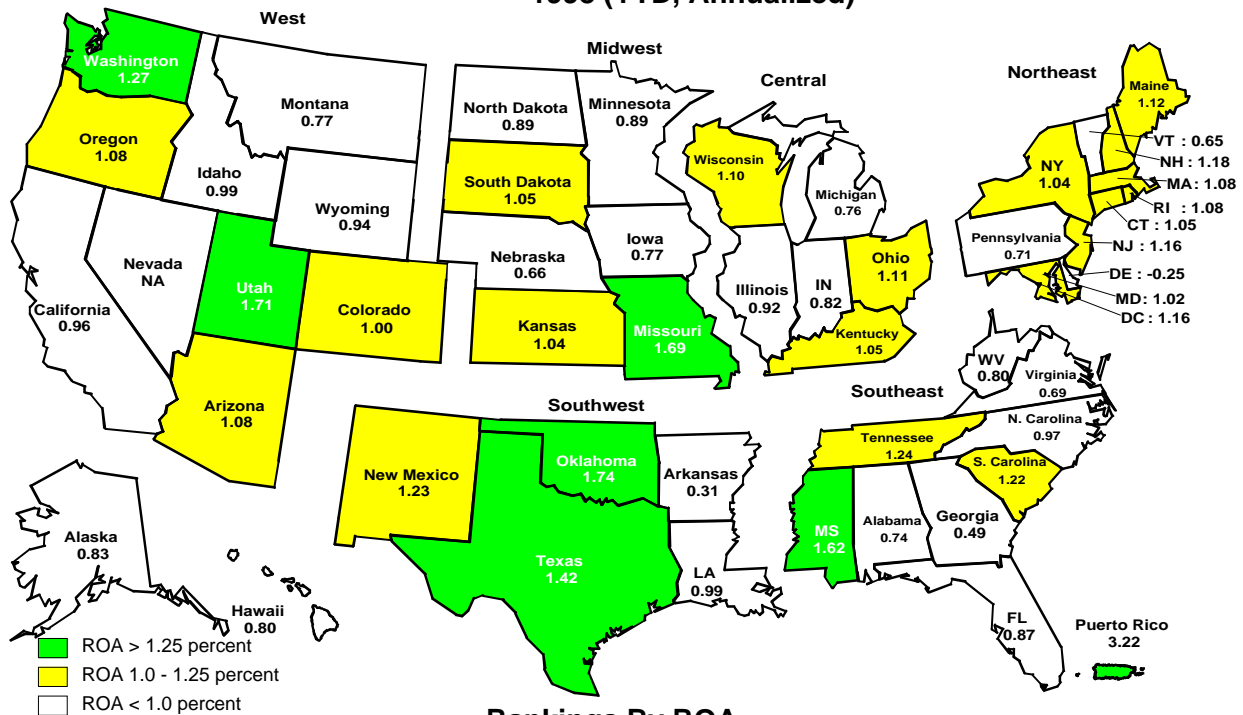 West
Midwest
Central
Northeast
Washington
1.27
Montana
0.77
North Dakota
0.89
Minnesota
0.89
Maine
1.12
Oregon
1.08
Idaho
0.99
Wyoming
0.94
South Dakota
1.05
Wisconsin
1.10
Michigan
0.76
NY
1.04
VT : 0.65
NH : 1.18
MA : 1.08
RI : 1.08
CT : 1.05
NJ : 1.16
DE : -0.25
MD: 1.02
DC : 1.16
Pennsylvania
0.71
Nevada
NA
California
0.96
Utah
1.71
Colorado
1.00
Nebraska
0.66
Iowa
0.77
Illinois
0.92
IN
0.82
Ohio
1.11
Kansas
1.04
Missouri
1.69
Kentucky
1.05
WV
0.80
Virginia
0.69
Arizona
1.08
Southwest
Southeast
New Mexico
1.23
Oklahoma
1.74
Arkansas
0.31
Tennessee
1.24
N. Carolina
0.97
S. Carolina
1.22
Texas
1.42
LA
0.99
MS
1.62
Alabama
0.74
Georgia
0.49
Alaska
0.83
Hawaii
0.80
FL
0.87
Puerto Rico
3.22
ROA > 1.25 percent
ROA 1.0 - 1.25 percent
ROA < 1.0 percent